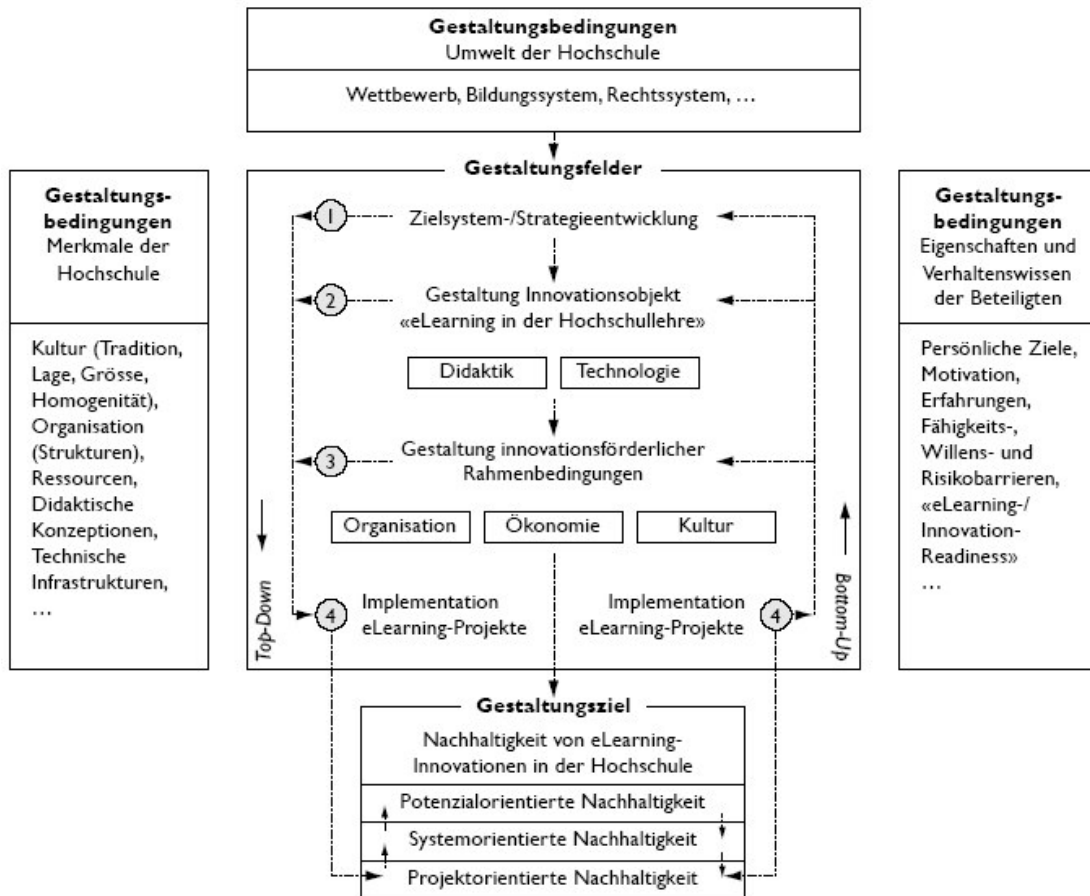 Gestaltungsbedingungen
Umwelt der Hochschule
Wettbewerb, Bildungssystem, Rechtssystem, …
Gestaltungs-
bedingungen
Merkmale der
Hochschule
Kultur (Tradition,
Lage, Grösse,
Homogenität),
Organisation
(Strukturen),
Ressourcen,
Didaktische
Konzeptionen,
Technische
Infrastrukturen,
…
Gestaltungsfelder
1
Zielsystem-/Strategieentwicklung
2
Gestaltung Innovationsobjekt
«eLearning in der Hochschullehre»
Didaktik
Technologie
3
Gestaltung innovationsförderlicher
Rahmenbedingungen
Organisation
Ökonomie
Kultur
Top-Down
4
Implementation
eLearning-Projekte
Implementation
eLearning-Projekte
4
Bottom-Up
Gestaltungs-
bedingungen
Eigenschaften und
Verhaltenswissen
der Beteiligten
Persönliche Ziele,
Motivation,
Erfahrungen,
Fähigkeits-,
Willens- und
Risikobarrieren,
«eLearning-/
Innovation-
Readiness»
…
Gestaltungsziel
Nachhaltigkeit von eLearning-
Innovationen in der Hochschule
Potenzialorientierte Nachhaltigkeit
Systemorientierte Nachhaltigkeit
Projektorientierte Nachhaltigkeit